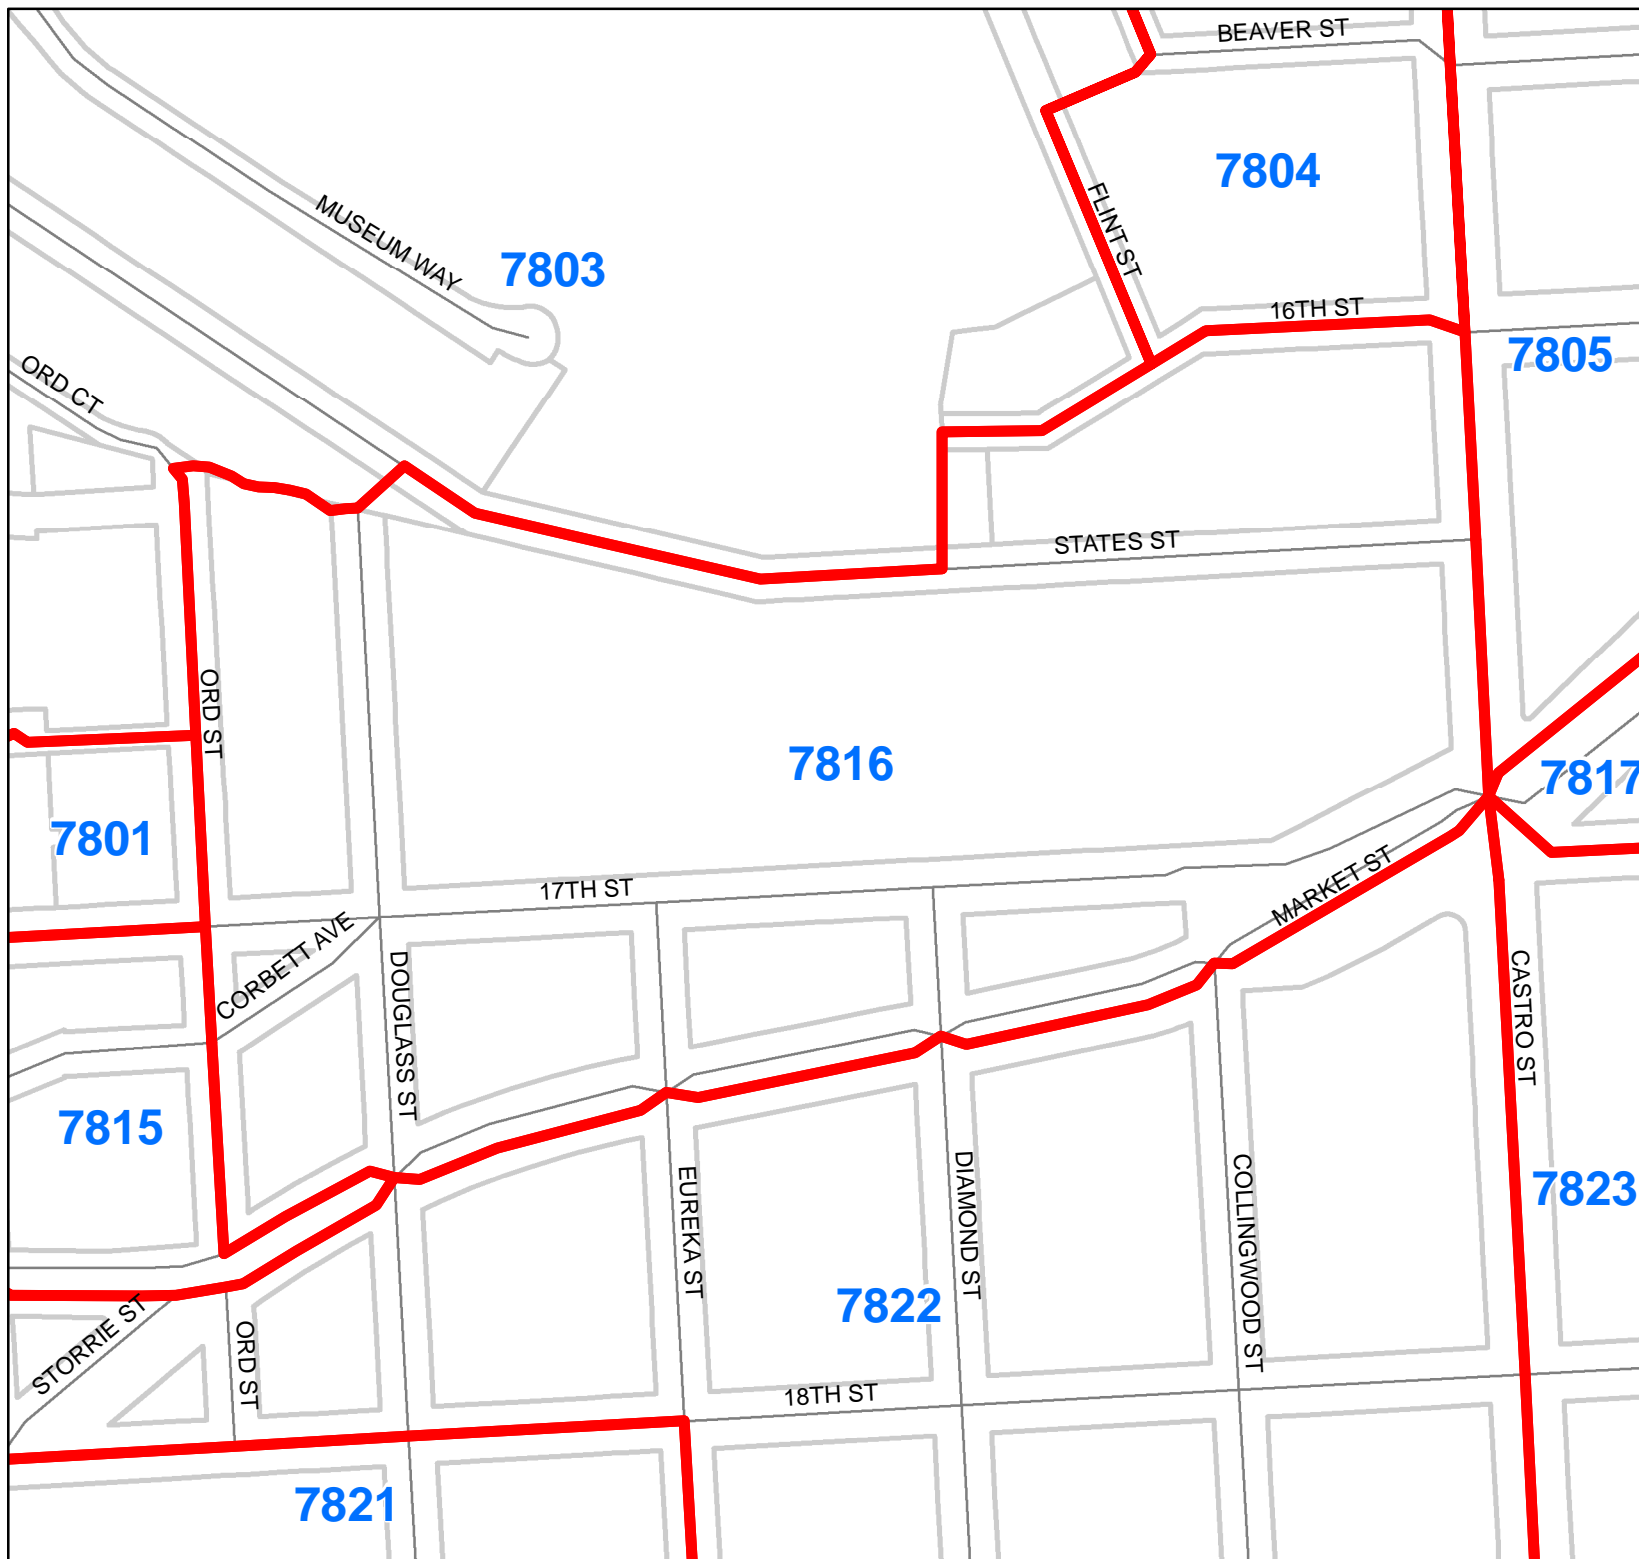 BEAVER ST
7804
MUSEUM WAY
FLINT ST
7803
16TH ST
7805
ORD CT
STATES ST
ORD ST
7816
7817
7801
17TH ST
MARKET ST
CORBETT AVE
DOUGLASS ST
CASTRO ST
7815
EUREKA ST
DIAMOND ST
COLLINGWOOD ST
7823
7822
STORRIE ST
ORD ST
18TH ST
7821